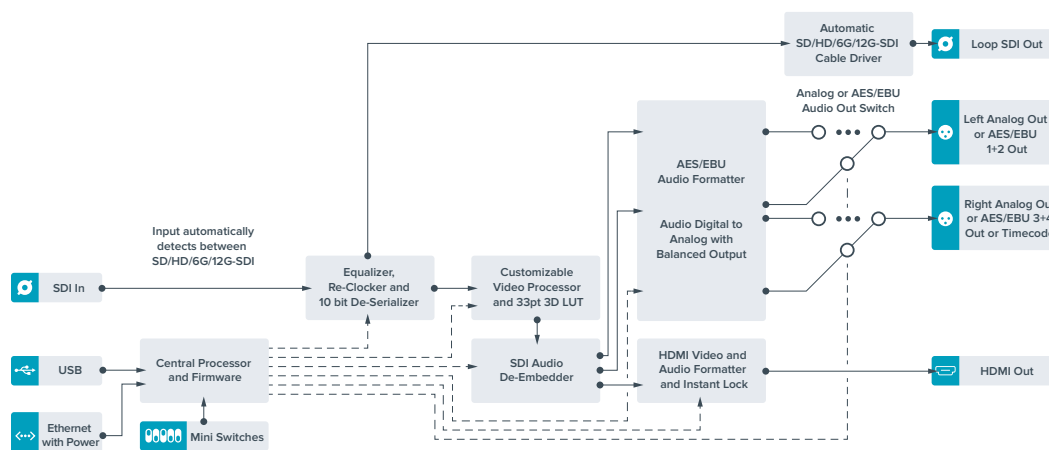 Automatic
SD/HD/6G/12G-SDI
Cable Driver
Loop SDI Out
Analog or AES/EBU
Audio Out Switch
Left Analog Out
or AES/EBU
1+2 Out
AES/EBU
Audio Formatter
Right Analog Ou
or AES/EBU 3+4
Out or Timecode
Audio Digital to
Analog with
Balanced Output
Input automatically
detects between
SD/HD/6G/12G-SDI
SDI In
Equalizer,
Re-Clocker and
10 bit De-Serializer
Customizable
Video Processor
and 33pt 3D LUT
USB
Central Processor
and Firmware
SDI Audio
De-Embedder
HDMI Video and
Audio Formatter
and Instant Lock
HDMI Out
Ethernet
with Power
Mini Switches